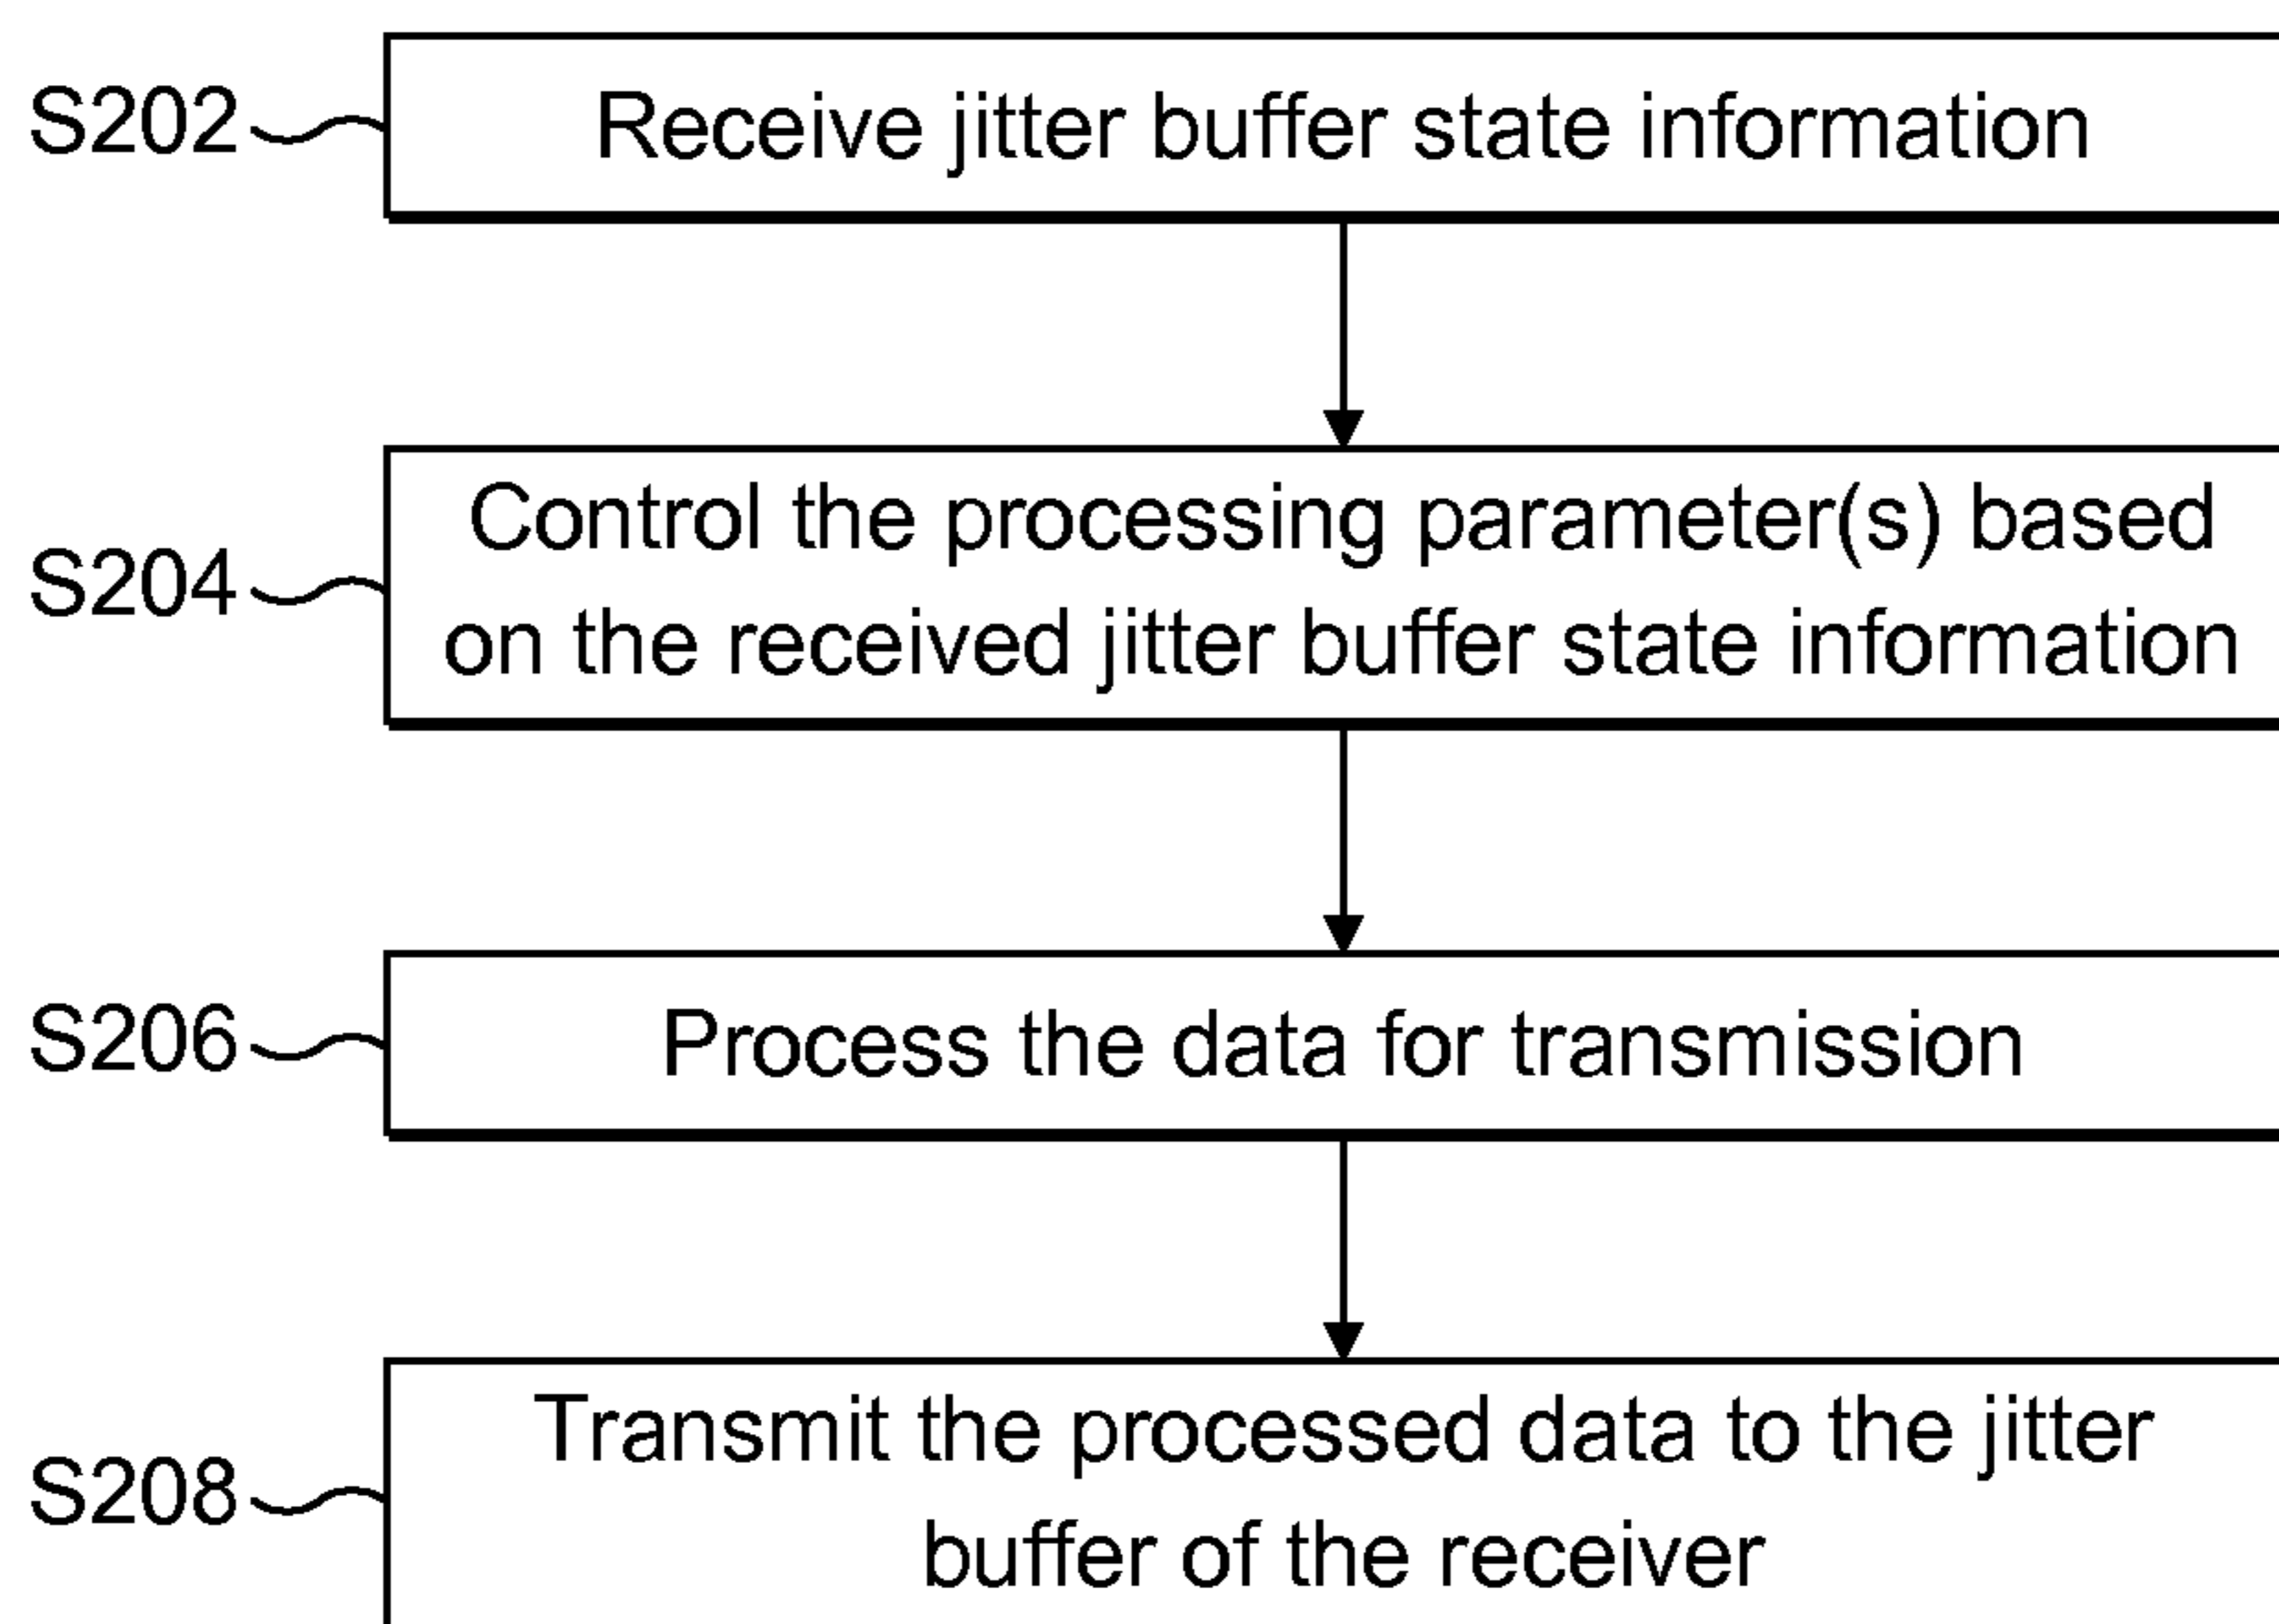 S202
Receive jitter buffer state information
S204
Control the processing parameter(s) based
on the received jitter buffer state information
S206
Process the data for transmission
S208
Transmit the processed data to the jitter
buffer of the receiver